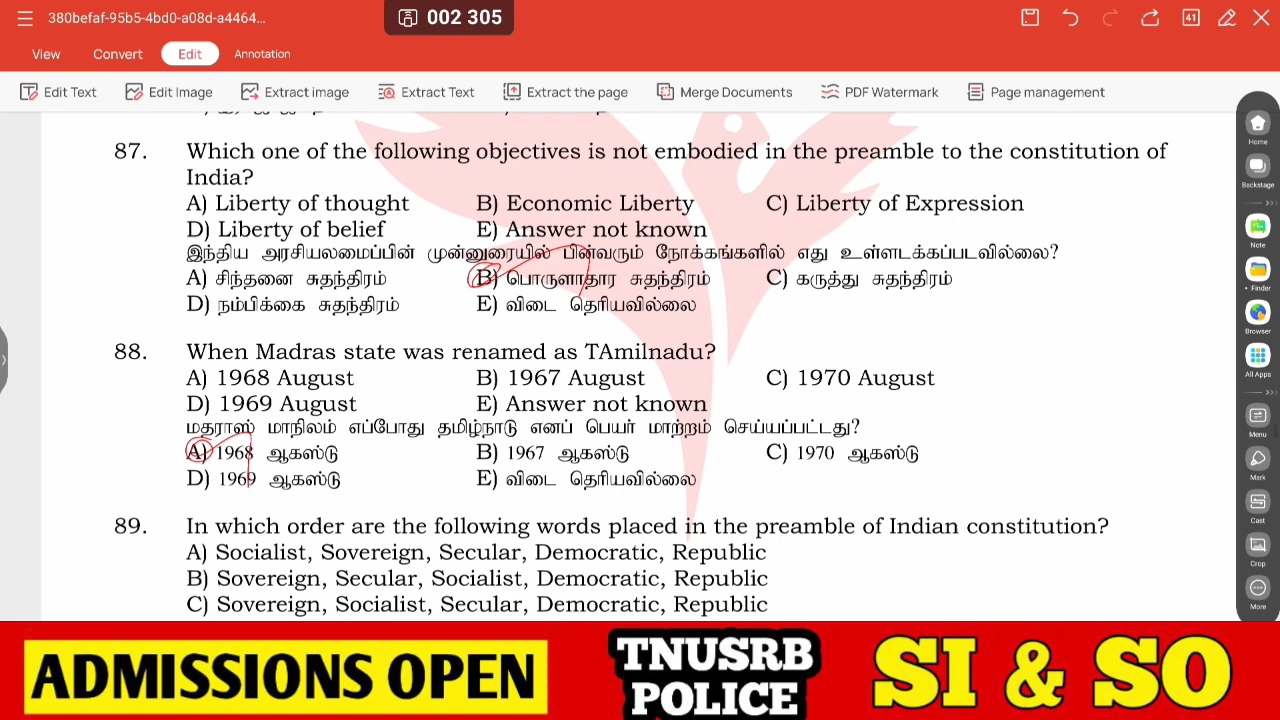 380befaf-95b5-4bd0-a08d-a4464...
002 305
41
View Convert Edit Annotation
Edit Text Edit Image Extract image Extract Text Extract the page Merge Documents PDF Watermark Page management
87. Which one of the following objectives is not embodied in the preamble to the constitution of
India?
A) Liberty of thought B) Economic Liberty C) Liberty of Expression
D) Liberty of belief E) Answer not known
இந்திய அரசியலமைப்பின் முன்னுரையில் பின்வரும் நோக்கங்களில் எது உள்ளடக்கப்படவில்லை?
A) சிந்தனை சுதந்திரம் B) பொருளாதார சுதந்திரம் C) கருத்து சுதந்திரம்
D) நம்பிக்கை சுதந்திரம் E) விடை தெரியவில்லை
88. When Madras state was renamed as TAmilnadu?
A) 1968 August B) 1967 August C) 1970 August
D) 1969 August E) Answer not known
மதராஸ் மாநிலம் எப்போது தமிழ்நாடு எனப் பெயர் மாற்றம் செய்யப்பட்டது?
A) 1968 ஆகஸ்டு B) 1967 ஆகஸ்டு C) 1970 ஆகஸ்டு
D) 1969 ஆகஸ்டு E) விடை தெரியவில்லை
89. In which order are the following words placed in the preamble of Indian constitution?
A) Socialist, Sovereign, Secular, Democratic, Republic
B) Sovereign, Secular, Socialist, Democratic, Republic
C) Sovereign, Socialist, Secular, Democratic, Republic
Home
Backstage
Note
Finder
Browser
All Apps
Menu
Mark
Cast
Crop
More
ADMISSIONS OPEN
TNUSRB
POLICE
SI & SO